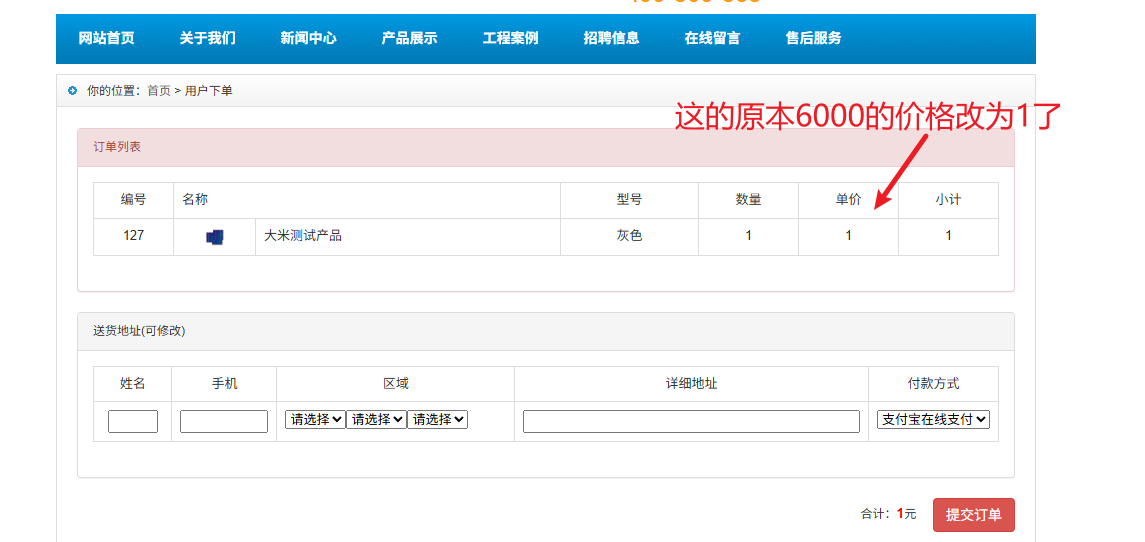 网站首页 关于我们 新闻中心 产品展示 工程案例 招聘信息 在线留言 售后服务
你的位置：首页 > 用户下单
这的原本6000的价格改为1了
订单列表
编号 名称 型号 数量 单价 小计
127 大米测试产品 灰色 1 1 1
送货地址(可修改)
姓名 手机 区域 详细地址 付款方式
请选择 请选择 请选择 支付宝在线支付
合计：1元 提交订单